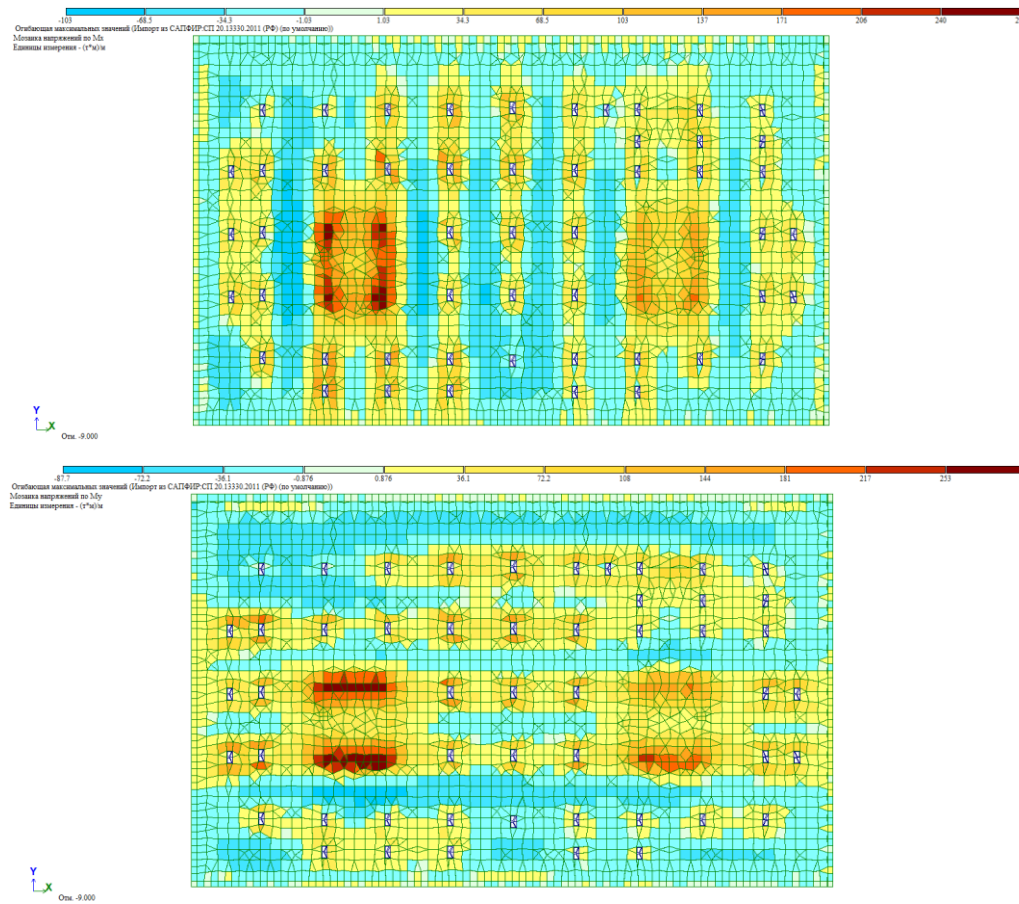 -103 -68.5 -34.3 -1.03 1.03 34.3 68.5 103 137 171 206 240
Огибающая максимальных значений (Импорт из САПФИР:СП 20.13330.2011 (РФ) (по умолчанию))
Мозаика напряжений по Mx
Единицы измерения - (т*м)/м
Y
X
Отм. -9.000
-87.7 -72.2 -36.1 -0.876 0.876 36.1 72.2 108 144 181 217 253
Огибающая максимальных значений (Импорт из САПФИР:СП 20.13330.2011 (РФ) (по умолчанию))
Мозаика напряжений по My
Единицы измерения - (т*м)/м
Y
X
Отм. -9.000